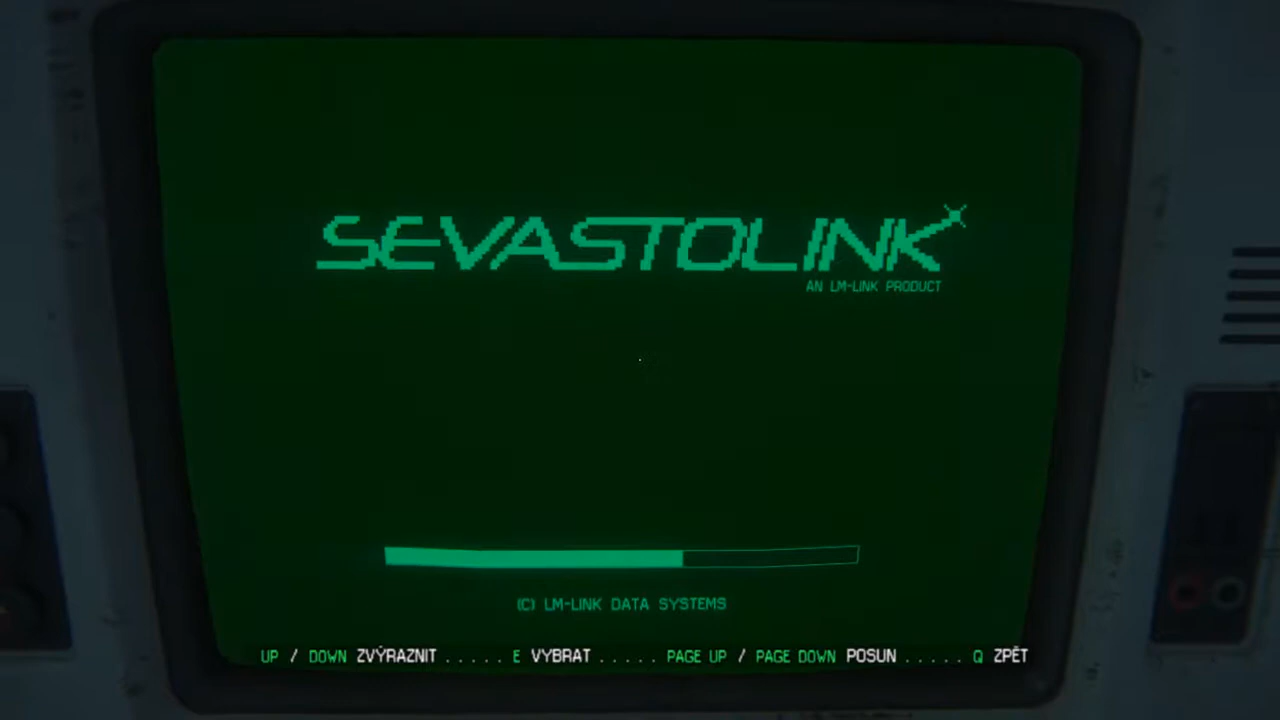 SEVASTOLINK
AN LM-LINK PRODUCT
(C) LM-LINK DATA SYSTEMS
UP / DOWN ZVÝRAZNIT ..... E VYBRAT ..... PAGE UP / PAGE DOWN POSUN ..... Q ZPĚT